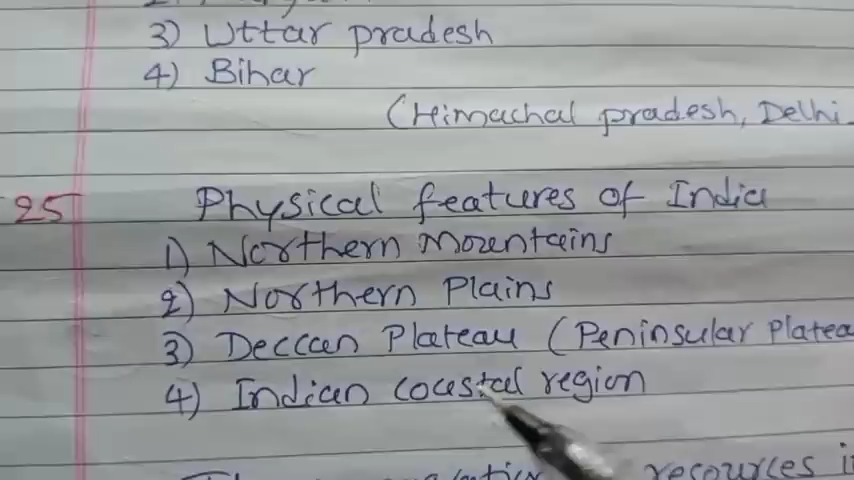 3) Uttar pradesh
4) Bihar
(Himachal pradesh, Delhi
25 Physical features of India
1) Northern Mountains
2) Northern Plains
3) Deccan Plateau (Peninsular Platea
4) Indian Coastal region
recources i